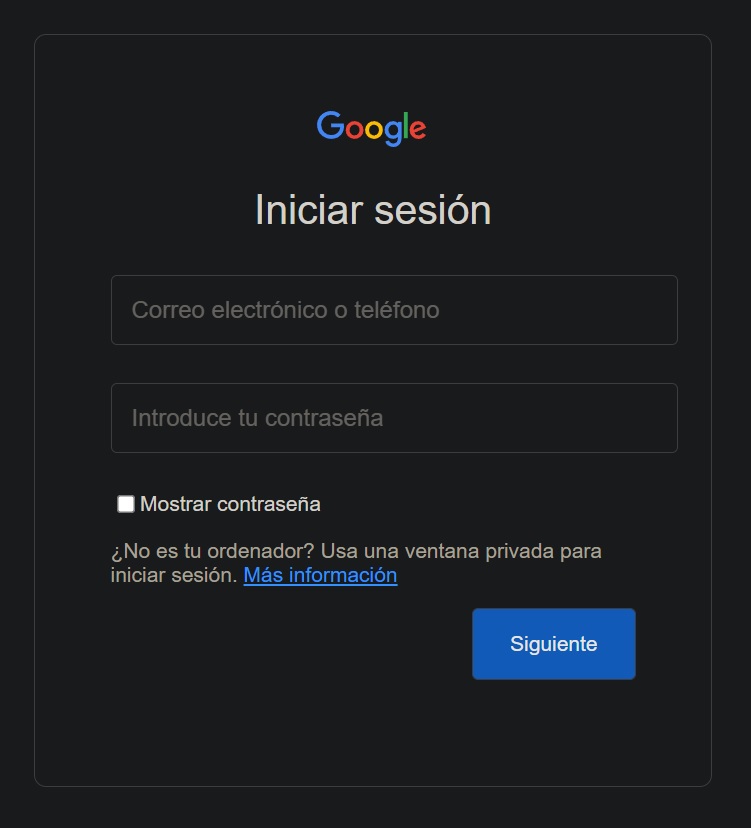 Google
Iniciar sesión
Correo electrónico o teléfono
Introduce tu contraseña
Mostrar contraseña
¿No es tu ordenador? Usa una ventana privada para
iniciar sesión. Más información
Siguiente